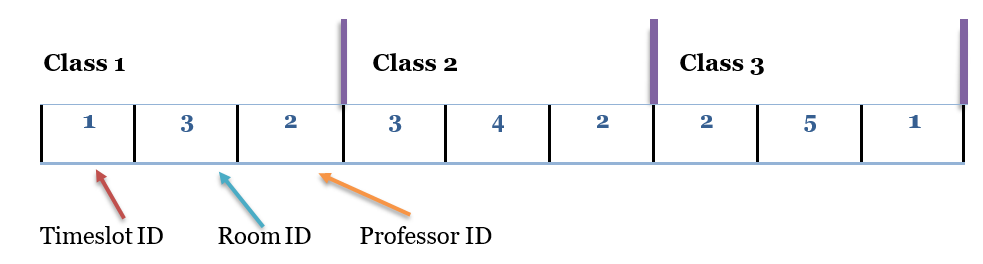 Class 1 Class 2 Class 3
1 3 2 3 4 2 2 5 1
Timeslot ID Room ID Professor ID